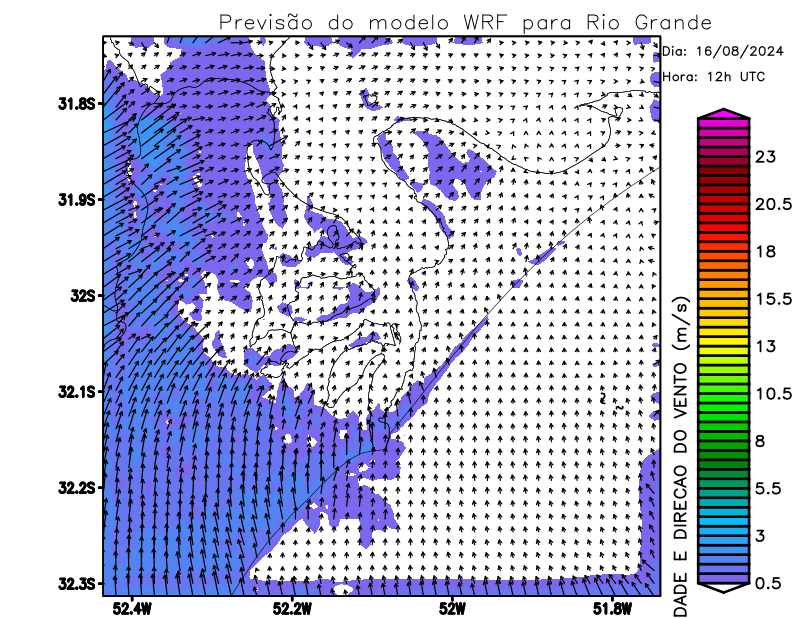 Previsão do modelo WRF para Rio Grande
Dia: 16/08/2024
Hora: 12h UTC
31.8S
31.9S
32S
32.1S
32.2S
32.3S
52.4W
52.2W
52W
51.8W
23
20.5
18
15.5
13
10.5
8
5.5
3
0.5
DADE E DIRECAO DO VENTO (m/s)